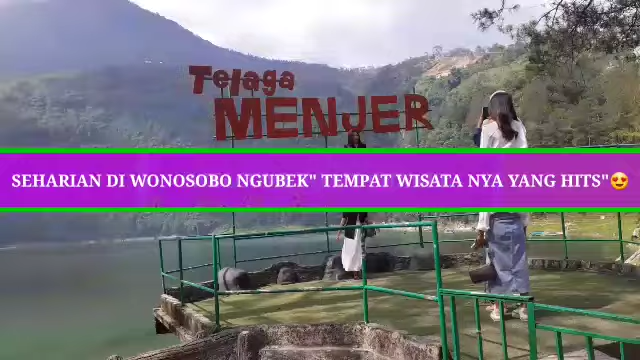 Telaga
MENJER
SEHARIAN DI WONOSOBO NGUBEK" TEMPAT WISATA NYA YANG HITS"😍